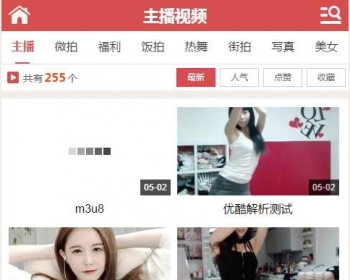 主播视频
主播 微拍 福利 饭拍 热舞 街拍 写真 美女
共有 255 个 最新 人气 点赞 收藏
05-02 05-02
m3u8 优酷解析测试